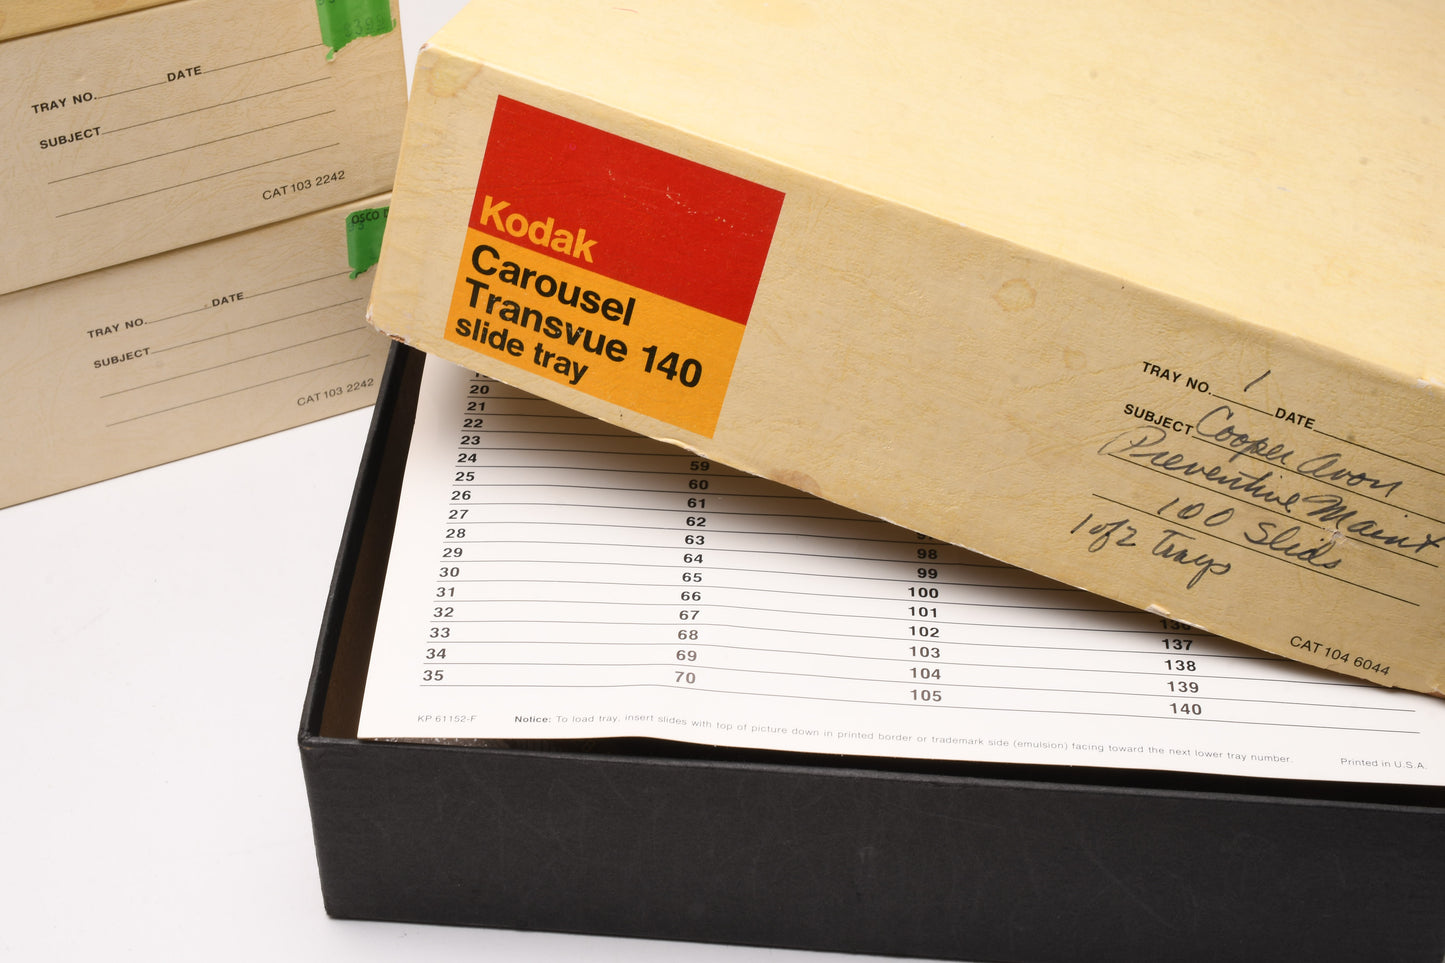 $3.99
TRAY NO. DATE
SUBJECT
CAT 103 2242
OSCO
TRAY NO. DATE
SUBJECT
CAT 103 2242
Kodak
Carousel
Transvue 140
slide tray
TRAY NO. 1 DATE
SUBJECT Cooper Avon
Preventive Maint
100 Slids
1 of 2 Trays
CAT 104 6044
20
21
22
23
24 59
25 60
26 61
27 62
28 63 98
29 64 99
30 65 100
31 66 101 136
32 67 102 137
33 68 103 138
34 69 104 139
35 70 105 140
KP 61152-F Notice: To load tray, insert slides with top of picture down in printed border or trademark side (emulsion) facing toward the next lower tray number. Printed in U.S.A.